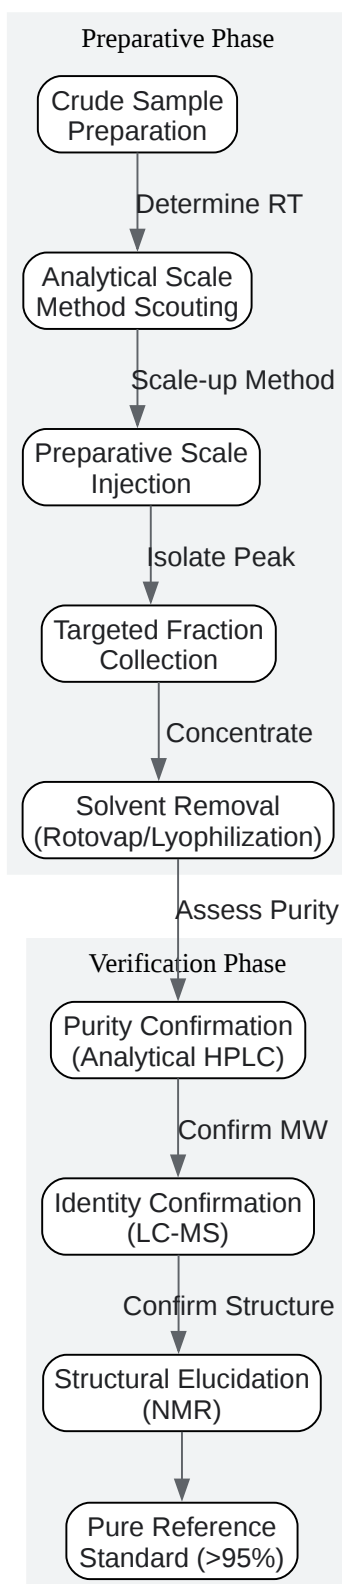 Preparative Phase
Crude Sample
Preparation
Determine RT
Analytical Scale
Method Scouting
Scale-up Method
Preparative Scale
Injection
Isolate Peak
Targeted Fraction
Collection
Concentrate
Solvent Removal
(Rotovap/Lyophilization)
Assess Purity
Verification Phase
Purity Confirmation
(Analytical HPLC)
Confirm MW
Identity Confirmation
(LC-MS)
Confirm Structure
Structural Elucidation
(NMR)
Pure Reference
Standard (>95%)